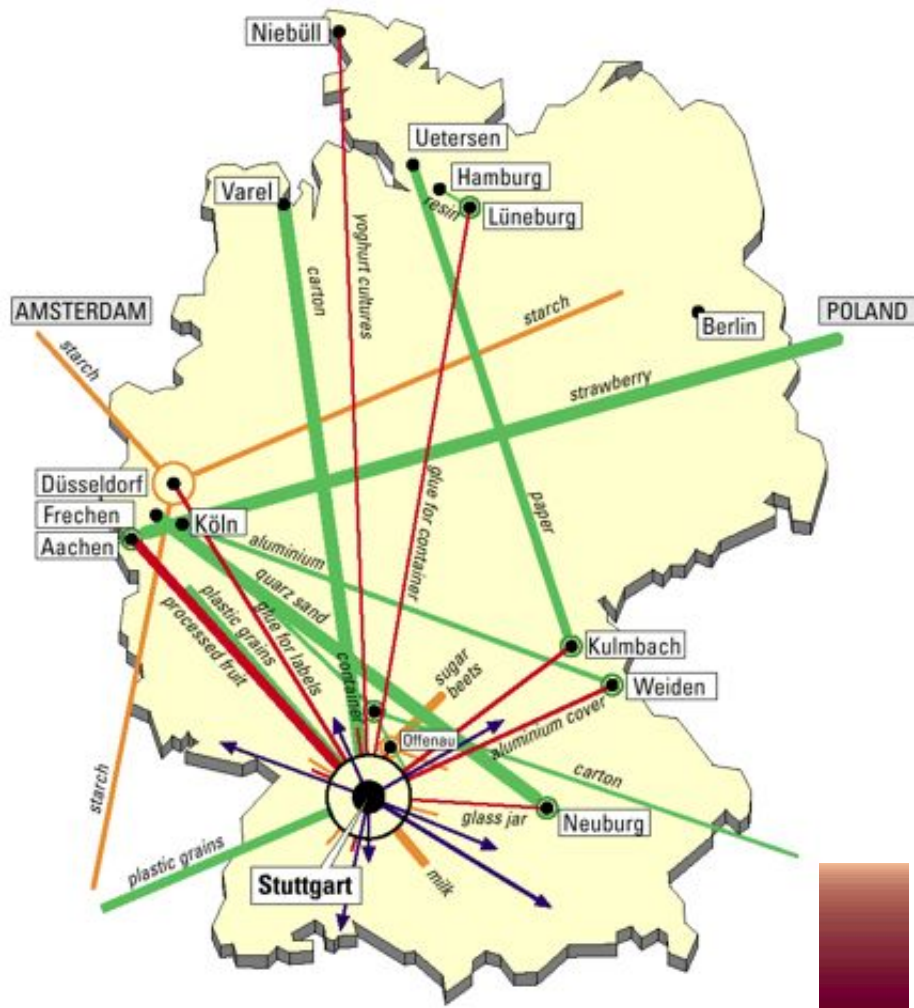 Niebüll
Uetersen
Hamburg
resin
Lüneburg
Varel
yoghurt cultures
carton
AMSTERDAM
starch
starch
Berlin
POLAND
strawberry
Düsseldorf
Frechen
Köln
Aachen
glue for container
paper
aluminium
quarz sand
glue for labels
plastic grains
processed fruit
container
Kulmbach
sugar
beets
Weiden
Offenau
aluminium cover
carton
starch
glass jar
Neuburg
plastic grains
milk
Stuttgart